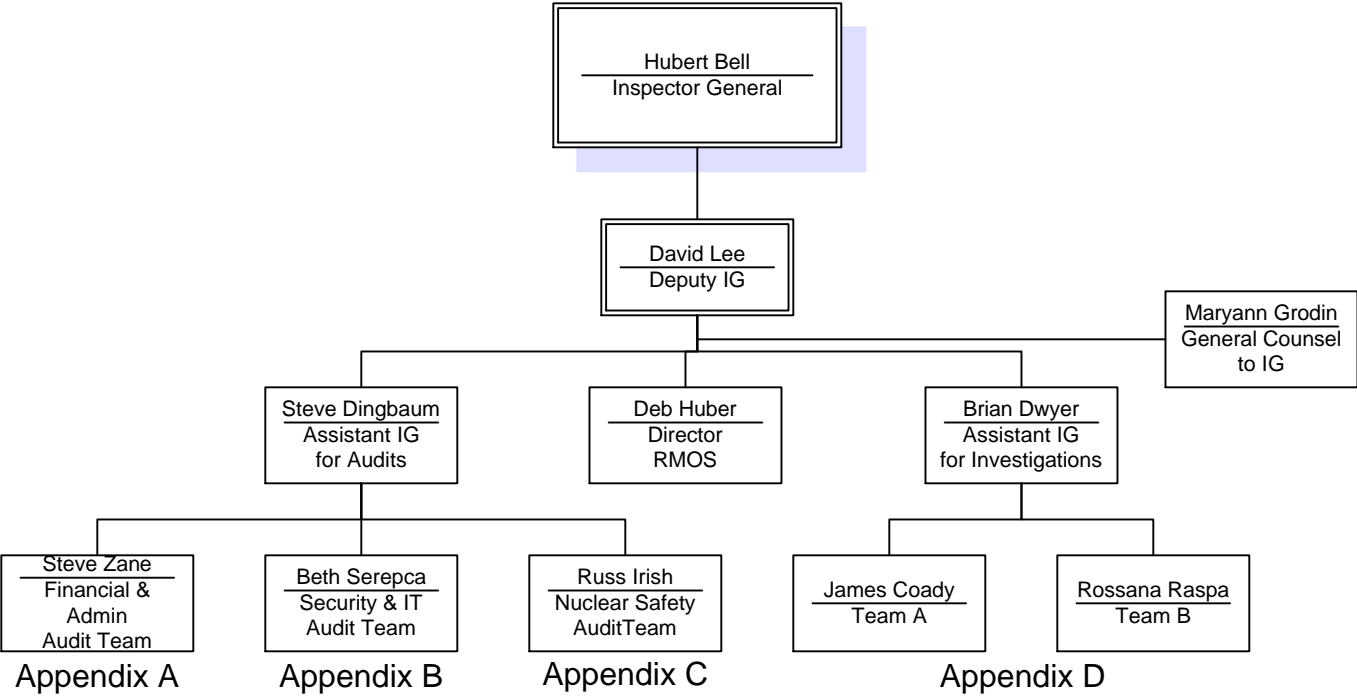 Hubert Bell
Inspector General
David Lee
Deputy IG
Maryann Grodin
General Counsel
to IG
Steve Dingbaum
Assistant IG
for Audits
Deb Huber
Director
RMOS
Brian Dwyer
Assistant IG
for Investigations
Steve Zane
Financial &
Admin
Audit Team
Beth Serepca
Security & IT
Audit Team
Russ Irish
Nuclear Safety
AuditTeam
James Coady
Team A
Rossana Raspa
Team B
Appendix A
Appendix B
Appendix C
Appendix D